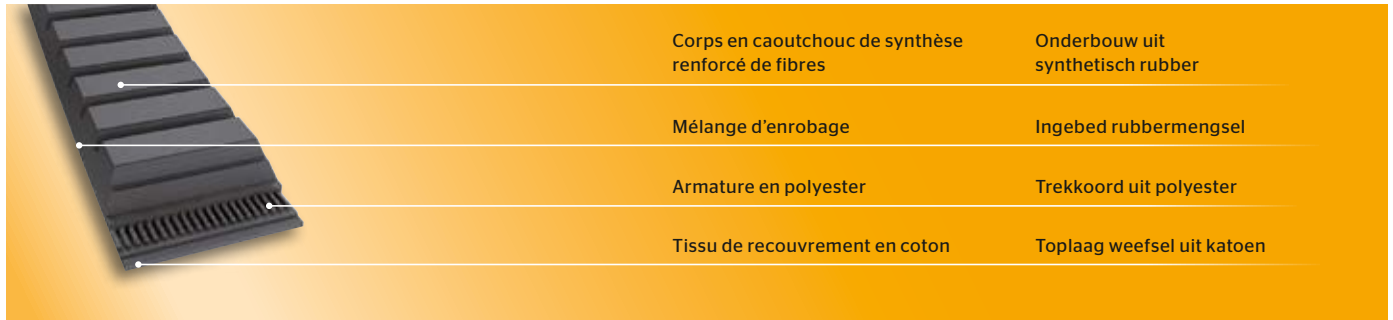 Corps en caoutchouc de synthèse
renforcé de fibres
Onderbouw uit
synthetisch rubber
Mélange d'enrobage
Ingebed rubbermengsel
Armature en polyester
Trekkoord uit polyester
Tissu de recouvrement en coton
Toplaag weefsel uit katoen